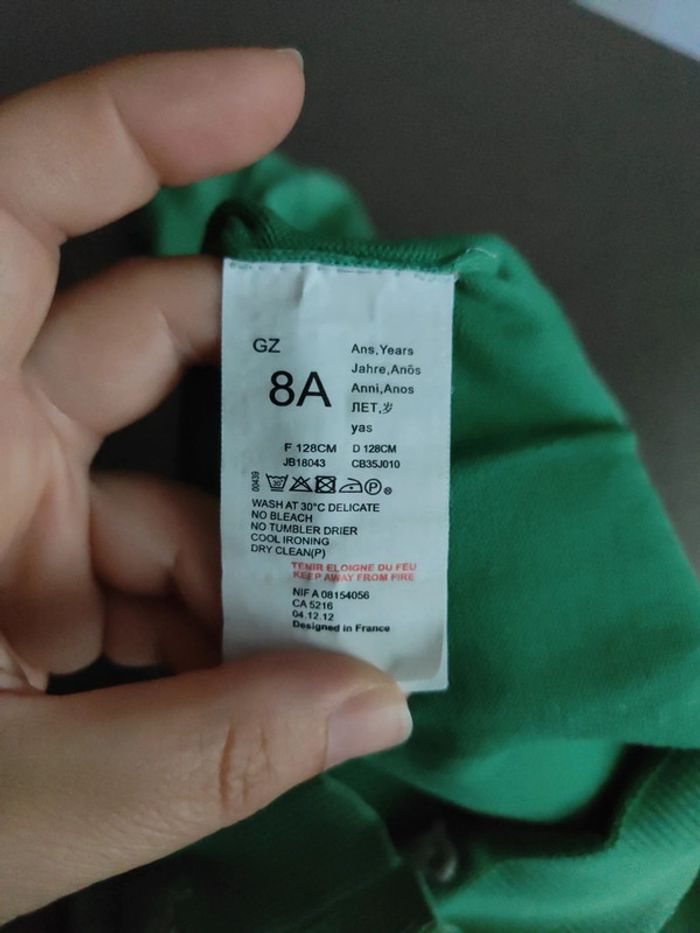 GZ
8A
Ans,Years
Jahre,Anõs
Anni,Anos
ЛЕТ,岁
yas
F 128CM D 128CM
JB18043 CB35J010
00439
30°
P
WASH AT 30°C DELICATE
NO BLEACH
NO TUMBLER DRIER
COOL IRONING
DRY CLEAN(P)
TENIR ELOIGNE DU FEU
KEEP AWAY FROM FIRE
NIF A 08154056
CA 5216
04.12.12
Designed in France